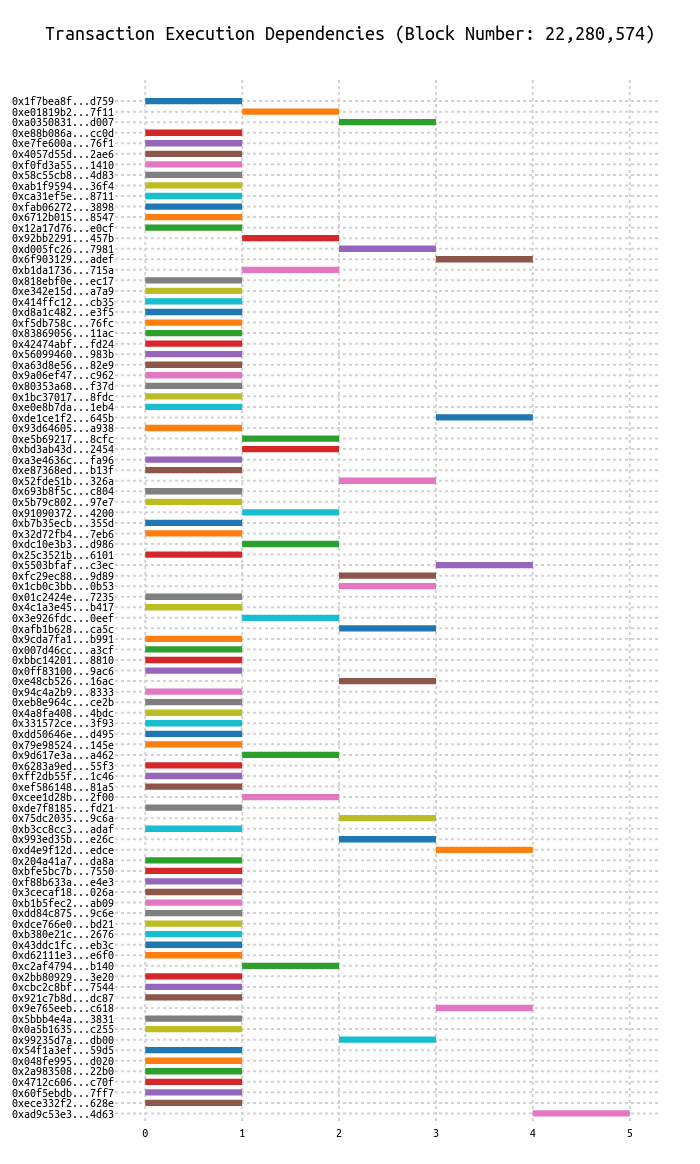 Transaction Execution Dependencies (Block Number: 22,280,574)
0x1f7bea8f...d759
0xe01819b2...7f11
0xa0350831...d007
0xe88b086a...cc0d
0xe7fe600a...76f1
0x4057d55d...2ae6
0xf0fd3a55...1410
0x58c55cb8...4d83
0xab1f9594...36f4
0xca31ef5e...8711
0xfab06272...3898
0x6712b015...8547
0x12a17d76...e0cf
0x92bb2291...457b
0xd005fc26...7981
0x6f903129...adef
0xb1da1736...715a
0x818ebf0e...ec17
0xe342e15d...a7a9
0x414ffc12...cb35
0xd8a1c482...e3f5
0xf5db758c...76fc
0x83869056...11ac
0x42474abf...fd24
0x56099460...983b
0xa63d8e56...82e9
0x9a06ef47...c962
0x80353a68...f37d
0x1bc37017...8fdc
0xe0e8b7da...1eb4
0xde1ce1f2...645b
0x93d64605...a938
0xe5b69217...8cfc
0xbd3ab43d...2454
0xa3e4636c...fa96
0xe87368ed...b13f
0x52fde51b...326a
0x693b8f5c...c804
0x5b79c802...97e7
0x91090372...4200
0xb7b35ecb...355d
0x32d72fb4...7eb6
0xdc10e3b3...d986
0x25c3521b...6101
0x5503bfaf...c3ec
0xfc29ec88...9d89
0x1cb0c3bb...0b53
0x01c2424e...7235
0x4c1a3e45...b417
0x3e926fdc...0eef
0xafb1b628...ca5c
0x9cda7fa1...b991
0x007d46cc...a3cf
0xbbc14201...8810
0x0ff83100...9ac6
0xe48cb526...16ac
0x94c4a2b9...8333
0xeb8e964c...ce2b
0x4a8fa408...4bdc
0x331572ce...3f93
0xdd50646e...d495
0x79e98524...145e
0x9d617e3a...a462
0x6283a9ed...55f3
0xff2db55f...1c46
0xef586148...81a5
0xcee1d28b...2f00
0xde7f8185...fd21
0x75dc2035...9c6a
0xb3cc8cc3...adaf
0x993ed35b...e26c
0xd4e9f12d...edce
0x204a41a7...da8a
0xbfe5bc7b...7550
0xf88b633a...e4e3
0x3cecaf18...026a
0xb1b5fec2...ab09
0xdd84c875...9c6e
0xdce766e0...bd21
0xb380e21c...2676
0x43ddc1fc...eb3c
0xd62111e3...e6f0
0xc2af4794...b140
0x2bb80929...3e20
0xcbc2c8bf...7544
0x921c7b8d...dc87
0x9e765eeb...c618
0x5bbb4e4a...3831
0x0a5b1635...c255
0x99235d7a...db00
0x54f1a3ef...59d5
0x048fe995...d020
0x2a983508...22b0
0x4712c606...c70f
0x60f5ebdb...7ff7
0xece332f2...628e
0xad9c53e3...4d63
0 1 2 3 4 5